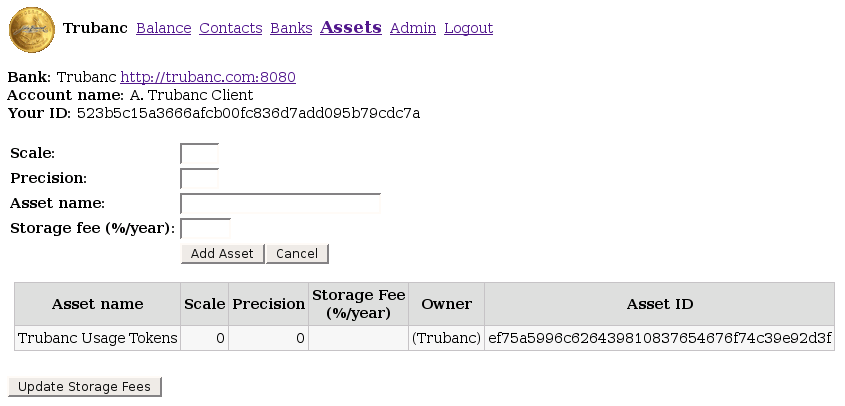 Trubanc Balance Contacts Banks Assets Admin Logout
Bank: Trubanc http://trubanc.com:8080
Account name: A. Trubanc Client
Your ID: 523b5c15a3666afcb00fc836d7add095b79cdc7a
Scale:
Precision:
Asset name:
Storage fee (%/year):
Add Asset Cancel
Asset name Scale Precision Storage Fee (%/year) Owner Asset ID
Trubanc Usage Tokens 0 0 (Trubanc) ef75a5996c626439810837654676f74c39e92d3f
Update Storage Fees